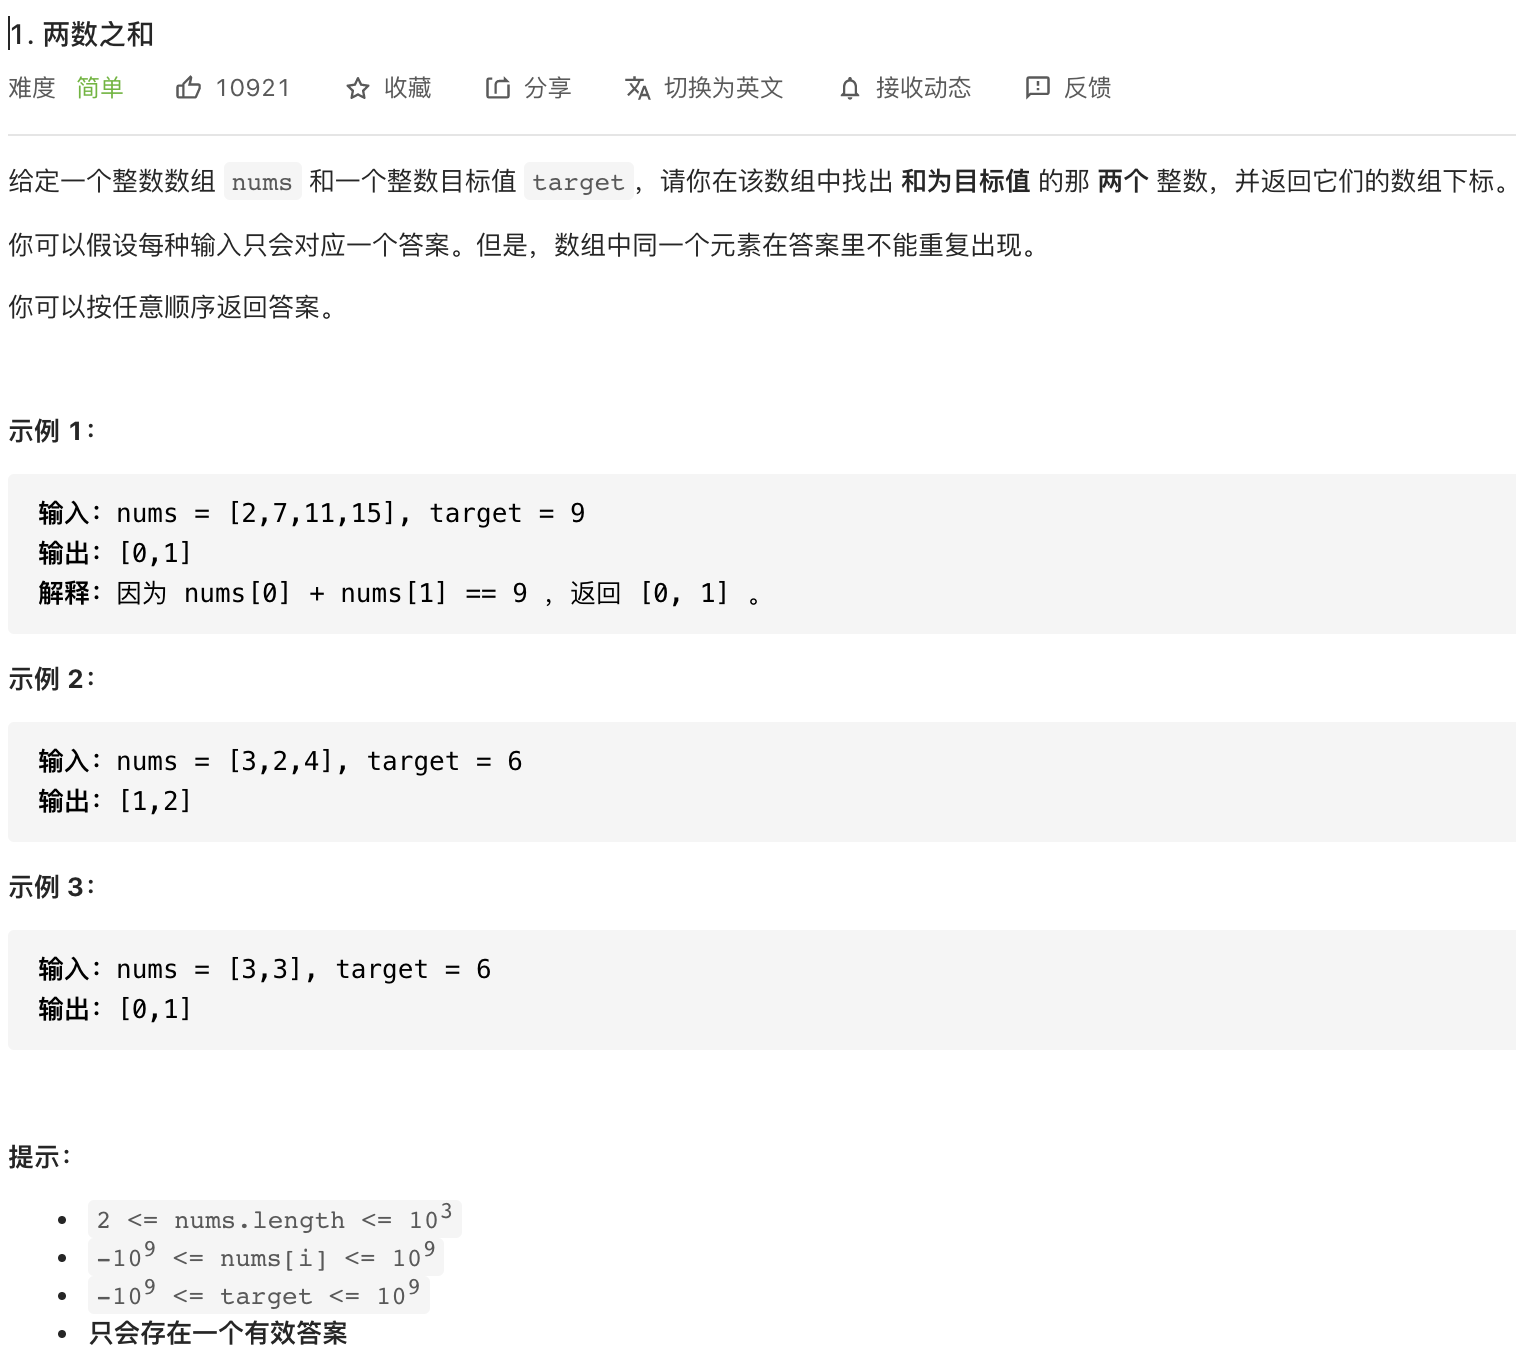 1. 两数之和
难度 简单 10921 收藏 分享 切换为英文 接收动态 反馈
给定一个整数数组 nums 和一个整数目标值 target，请你在该数组中找出 和为目标值 的那 两个 整数，并返回它们的数组下标。
你可以假设每种输入只会对应一个答案。但是，数组中同一个元素在答案里不能重复出现。
你可以按任意顺序返回答案。
示例 1：
输入：nums = [2,7,11,15], target = 9
输出：[0,1]
解释：因为 nums[0] + nums[1] == 9 ，返回 [0, 1] 。
示例 2：
输入：nums = [3,2,4], target = 6
输出：[1,2]
示例 3：
输入：nums = [3,3], target = 6
输出：[0,1]
提示：
• 2 <= nums.length <= 10³
• -10⁹ <= nums[i] <= 10⁹
• -10⁹ <= target <= 10⁹
• 只会存在一个有效答案